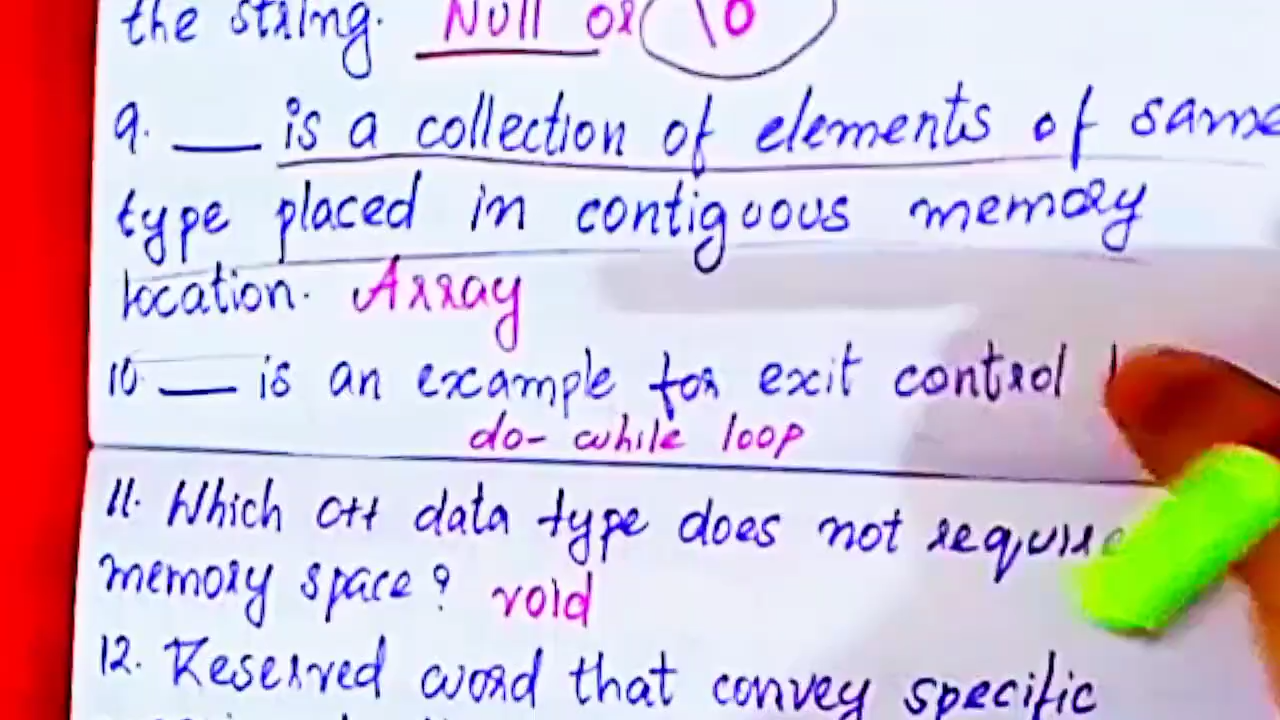 the string. Null or \0
9. ___ is a collection of elements of same
type placed in contiguous memory
location. Array
10. ___ is an example for exit control
do-while loop
11. Which C++ data type does not require
memory space? void
12. Reserved word that convey specific